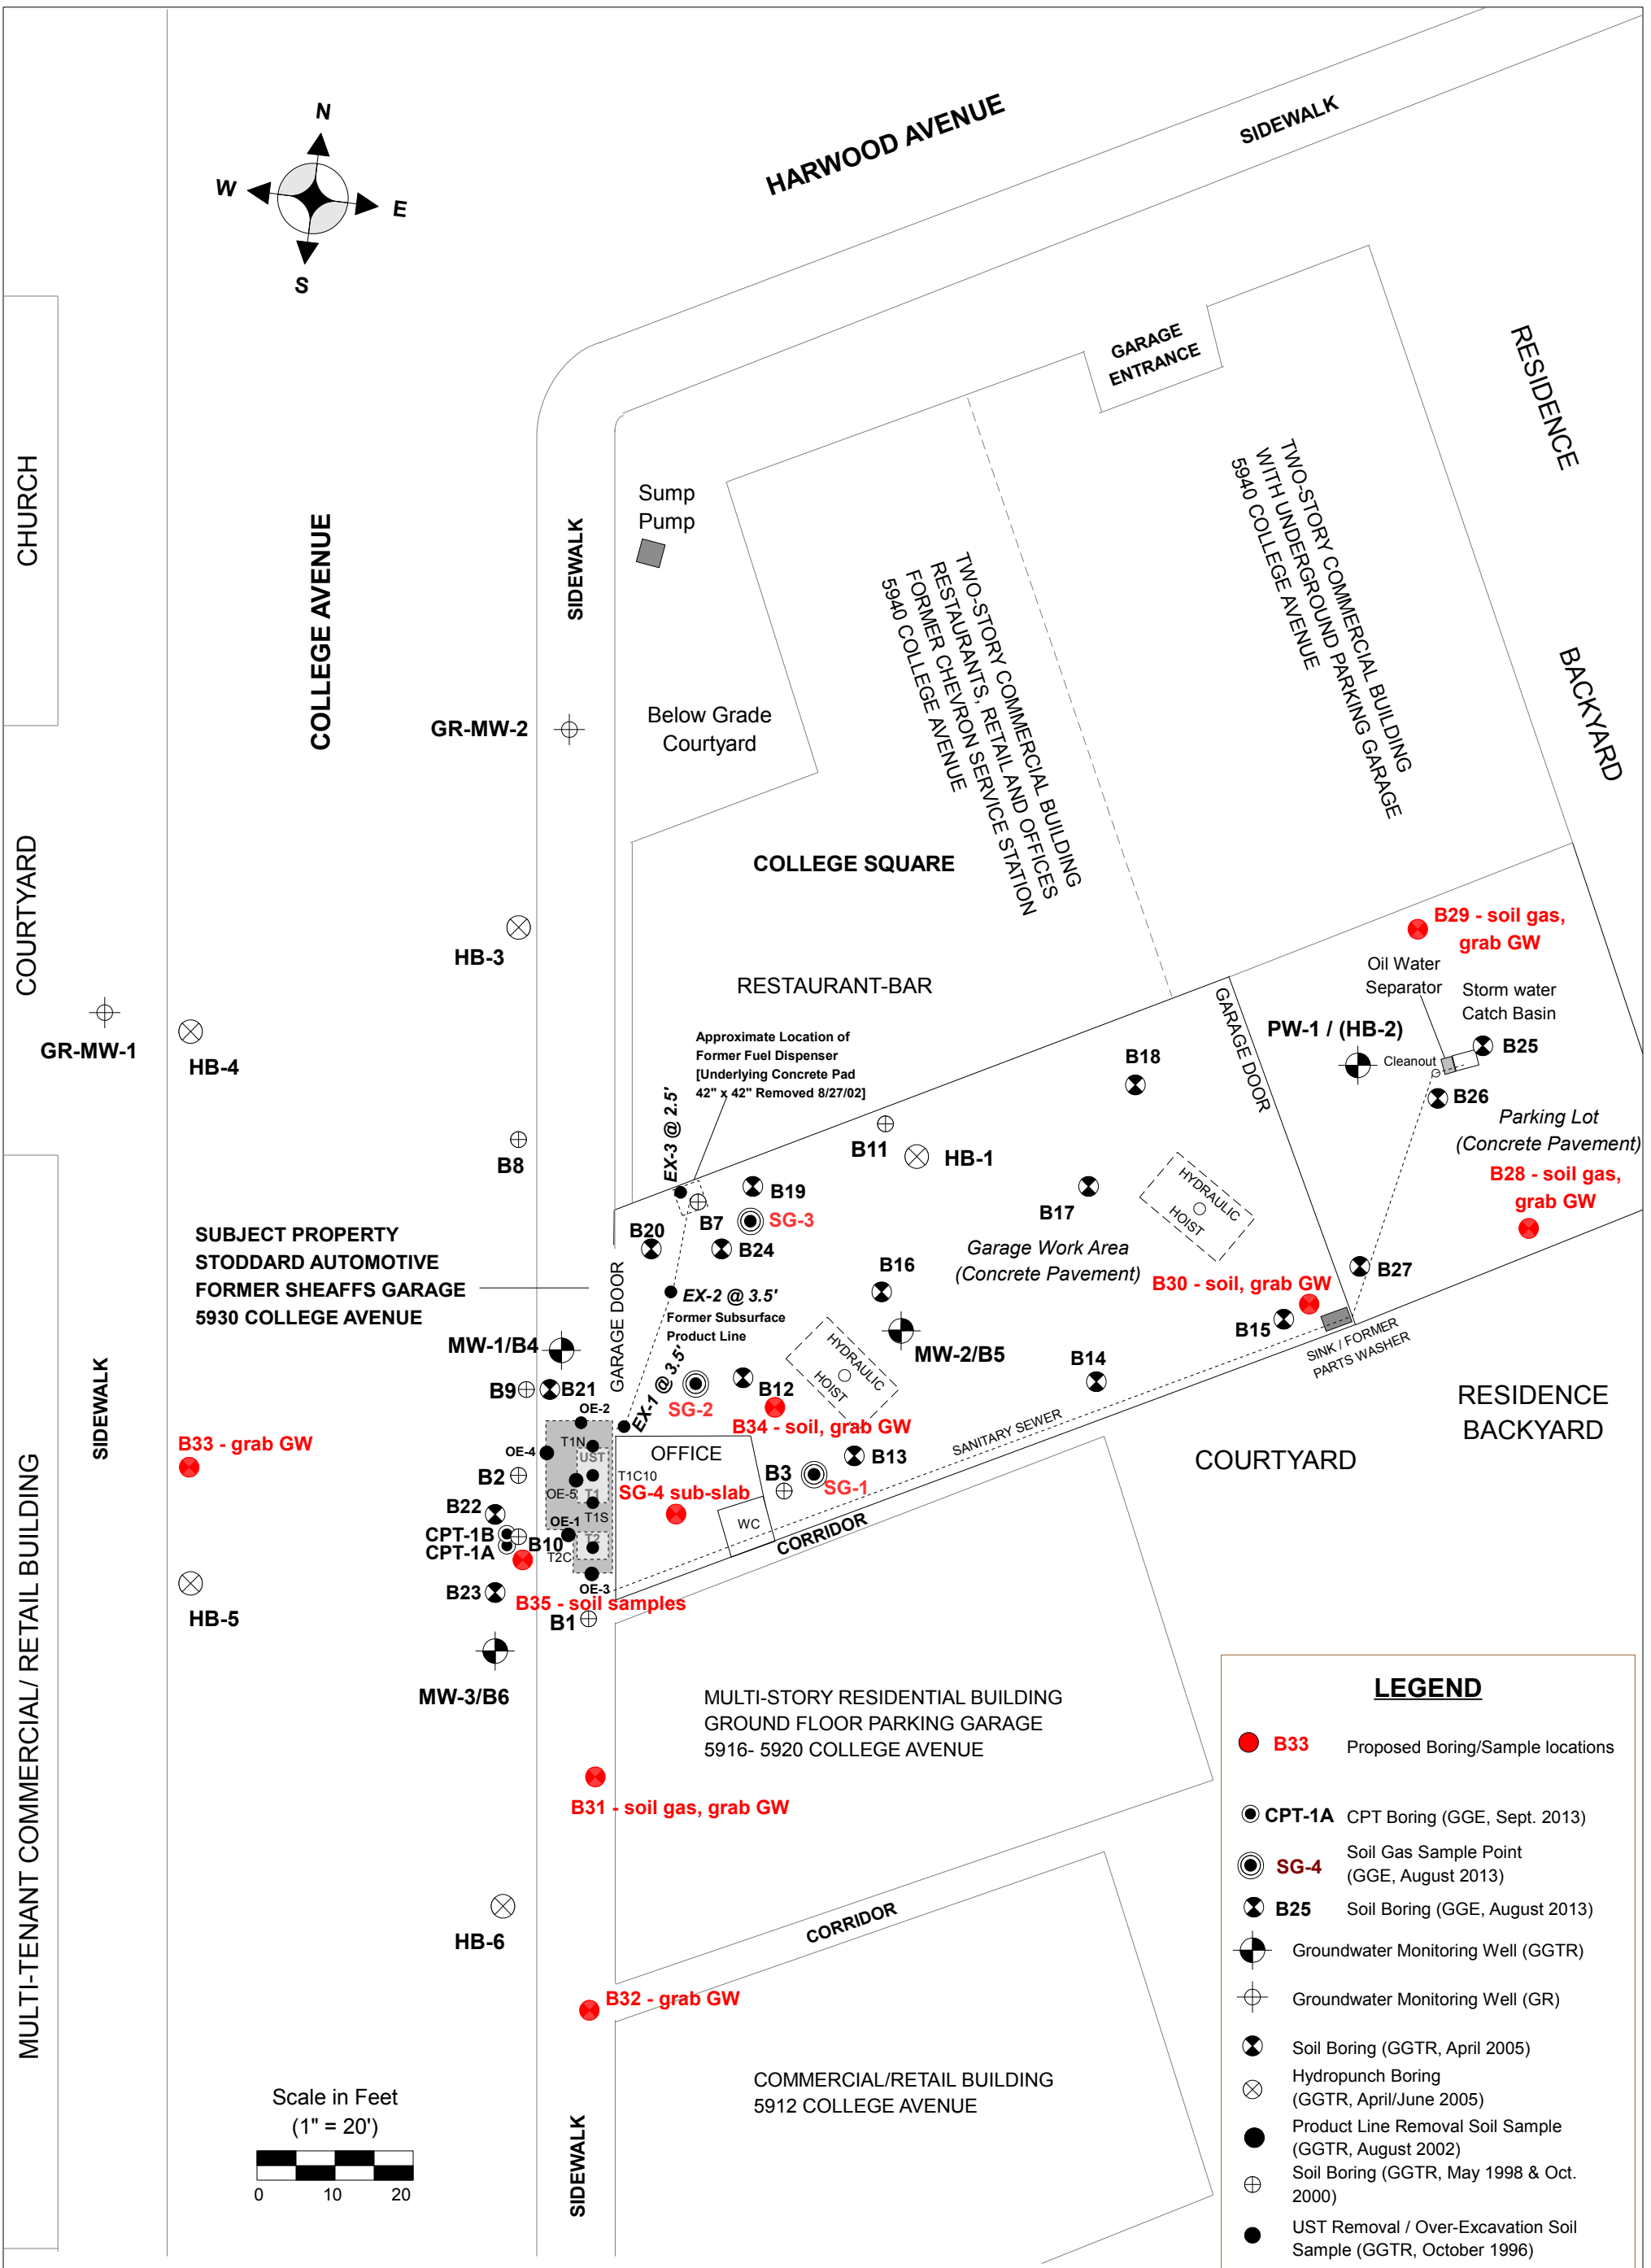 N
W
E
S
HARWOOD AVENUE
SIDEWALK
GARAGE
ENTRANCE
RESIDENCE
BACKYARD
CHURCH
COLLEGE AVENUE
SIDEWALK
Sump
Pump
TWO-STORY COMMERCIAL BUILDING
WITH UNDERGROUND PARKING GARAGE
5940 COLLEGE AVENUE
TWO-STORY COMMERCIAL BUILDING
RESTAURANTS, RETAIL AND OFFICES
FORMER CHEVRON SERVICE STATION
5940 COLLEGE AVENUE
GR-MW-2
Below Grade
Courtyard
COLLEGE SQUARE
COURTYARD
HB-3
RESTAURANT-BAR
B29 - soil gas,
grab GW
Oil Water
Separator
Storm water
Catch Basin
GARAGE DOOR
PW-1 / (HB-2)
Cleanout
B25
B26
GR-MW-1
HB-4
Approximate Location of
Former Fuel Dispenser
[Underlying Concrete Pad
42" x 42" Removed 8/27/02]
B18
Parking Lot
(Concrete Pavement)
B8
EX-3 @ 2.5'
B11
HB-1
B28 - soil gas,
grab GW
B19
B7
SG-3
B17
HYDRAULIC
HOIST
SUBJECT PROPERTY
STODDARD AUTOMOTIVE
FORMER SHEAFFS GARAGE
5930 COLLEGE AVENUE
B20
B24
Garage Work Area
(Concrete Pavement)
B27
GARAGE DOOR
EX-2 @ 3.5'
Former Subsurface
Product Line
B16
B30 - soil, grab GW
B15
SINK / FORMER
PARTS WASHER
MW-1/B4
HYDRAULIC
HOIST
MW-2/B5
B14
B9
B21
EX-1 @ 3.5'
SG-2
B12
B34 - soil, grab GW
RESIDENCE
BACKYARD
SIDEWALK
B33 - grab GW
OE-2
OE-4
T1N
UST
OFFICE
B13
SANITARY SEWER
COURTYARD
B2
T1C10
OE-5
T1
SG-4 sub-slab
B3
SG-1
B22
T1S
WC
CPT-1B
CPT-1A
OE-1
B10
T2
T2C
CORRIDOR
B23
OE-3
B35 - soil samples
HB-5
B1
MW-3/B6
MULTI-TENANT COMMERCIAL/ RETAIL BUILDING
MULTI-STORY RESIDENTIAL BUILDING
GROUND FLOOR PARKING GARAGE
5916- 5920 COLLEGE AVENUE
B31 - soil gas, grab GW
HB-6
CORRIDOR
B32 - grab GW
COMMERCIAL/RETAIL BUILDING
5912 COLLEGE AVENUE
SIDEWALK
Scale in Feet
(1" = 20')
0 10 20
LEGEND
B33 Proposed Boring/Sample locations
CPT-1A CPT Boring (GGE, Sept. 2013)
SG-4 Soil Gas Sample Point
(GGE, August 2013)
B25 Soil Boring (GGE, August 2013)
Groundwater Monitoring Well (GGTR)
Groundwater Monitoring Well (GR)
Soil Boring (GGTR, April 2005)
Hydropunch Boring
(GGTR, April/June 2005)
Product Line Removal Soil Sample
(GGTR, August 2002)
Soil Boring (GGTR, May 1998 & Oct.
2000)
UST Removal / Over-Excavation Soil
Sample (GGTR, October 1996)